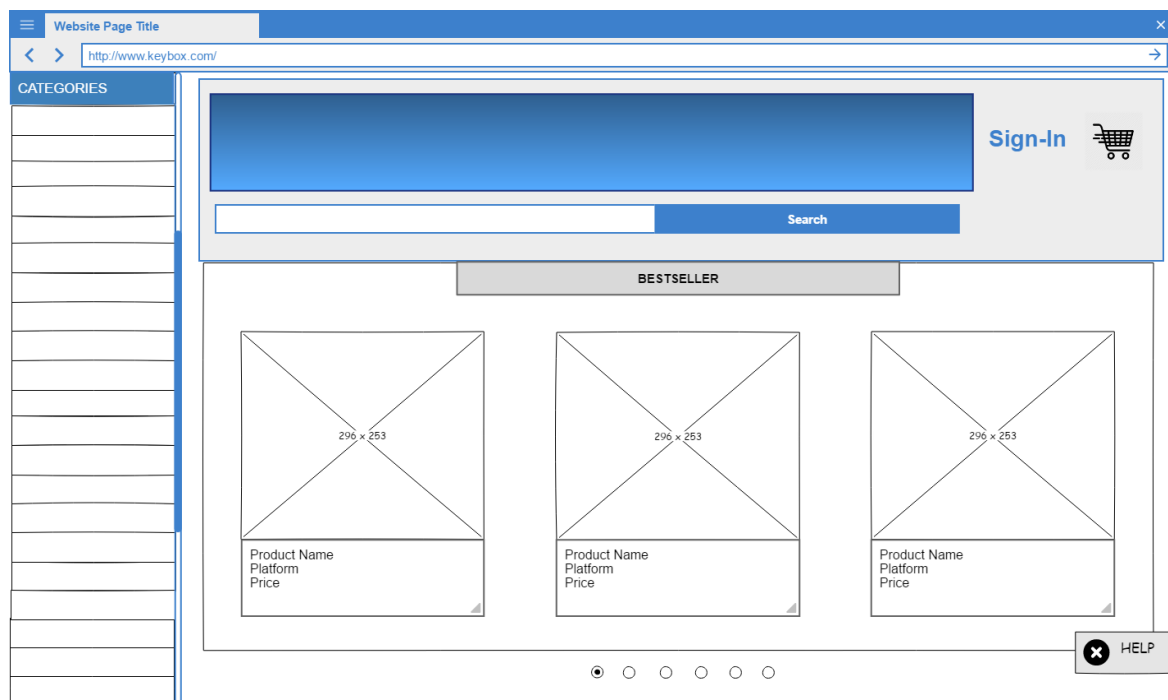 Website Page Title
http://www.keybox.com/
CATEGORIES
Sign-In
Search
BESTSELLER
296 x 253
296 x 253
296 x 253
Product Name
Platform
Price
Product Name
Platform
Price
Product Name
Platform
Price
HELP